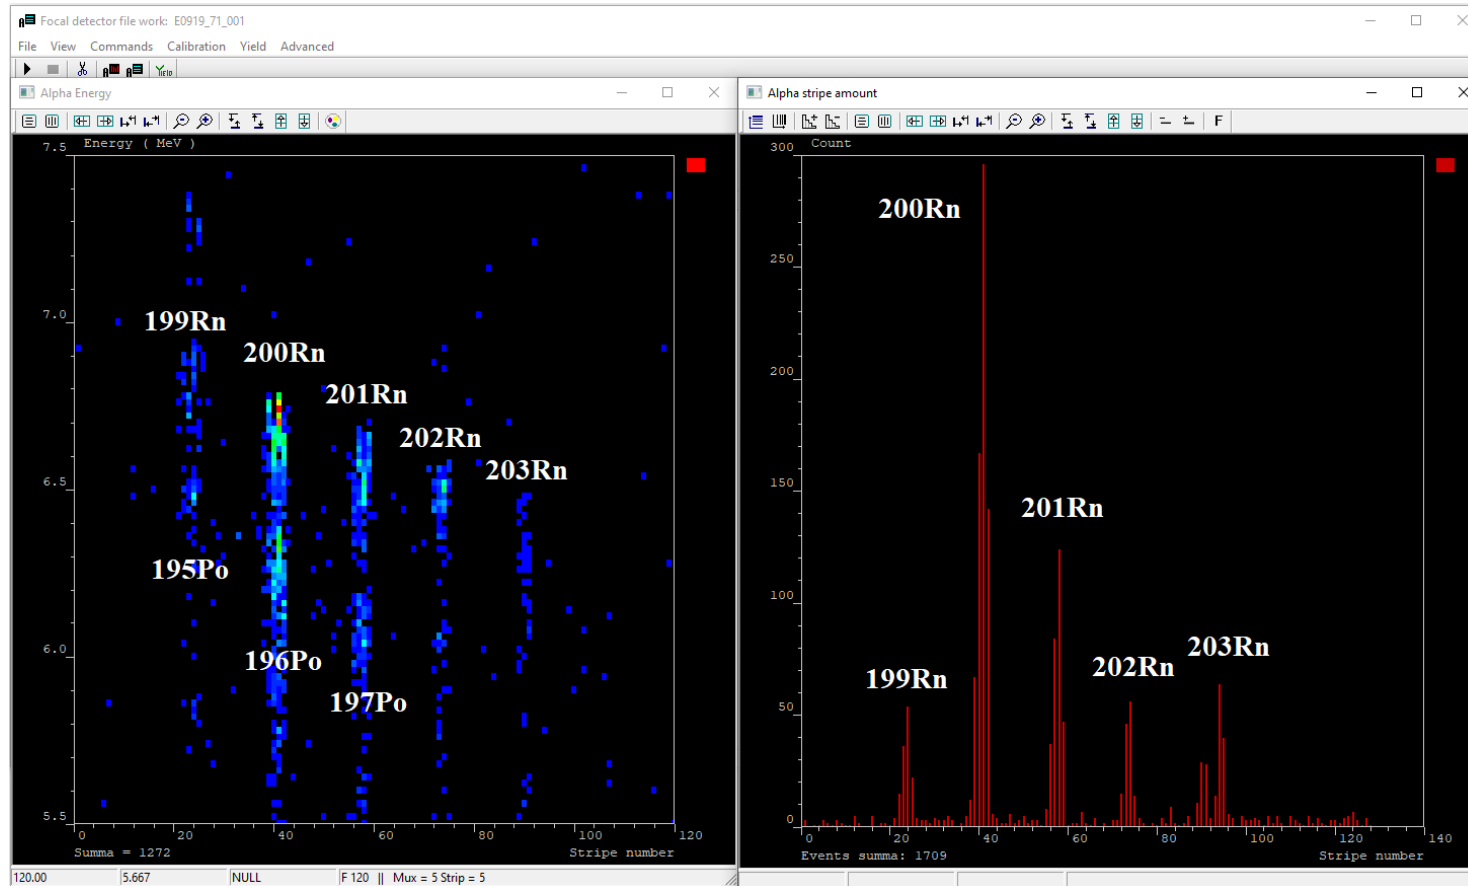 Focal detector file work: E0919_71_001
File View Commands Calibration Yield Advanced
Yield
Alpha Energy
Energy ( MeV )
7.5
7.0
6.5
6.0
5.5
199Rn
200Rn
201Rn
202Rn
203Rn
195Po
196Po
197Po
0 20 40 60 80 100 120
Summa = 1272 Stripe number
120.00 5.667 NULL F 120 || Mux = 5 Strip = 5
Alpha stripe amount
F
Count
300
250
200
150
100
50
0
200Rn
201Rn
203Rn
202Rn
199Rn
0 20 40 60 80 100 120 140
Events summa: 1709 Stripe number